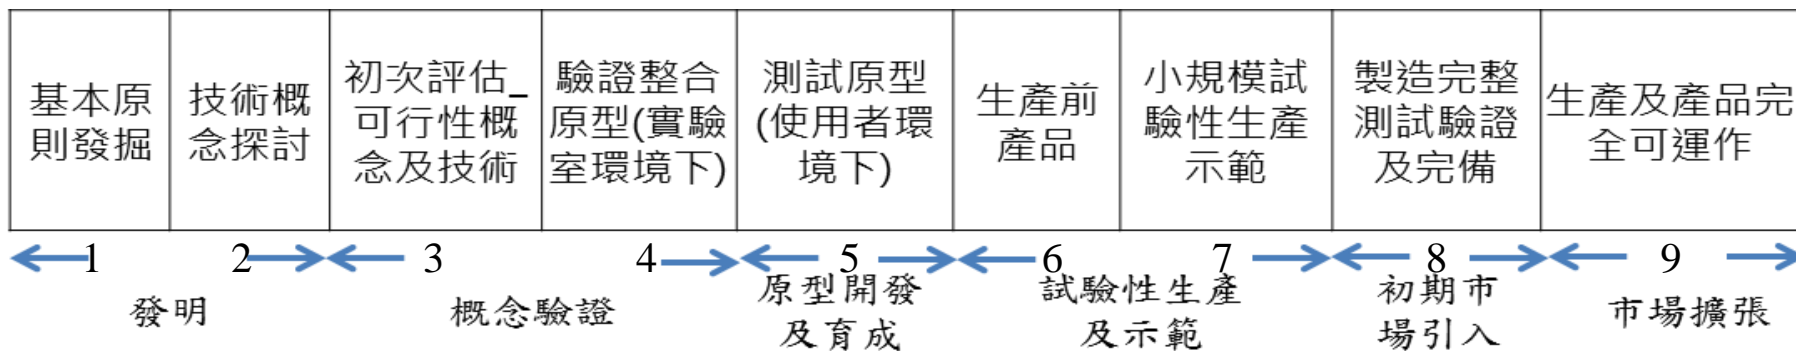 基本原
則發掘
技術概
念探討
初次評估_
可行性概
念及技術
驗證整合
原型(實驗
室環境下)
測試原型
(使用者環
境下)
生產前
產品
小規模試
驗性生產
示範
製造完整
測試驗證
及完備
生產及產品完
全可運作
1
2
3
4
5
6
7
8
9
發明
概念驗證
原型開發
及育成
試驗性生產
及示範
初期市
場引入
市場擴張